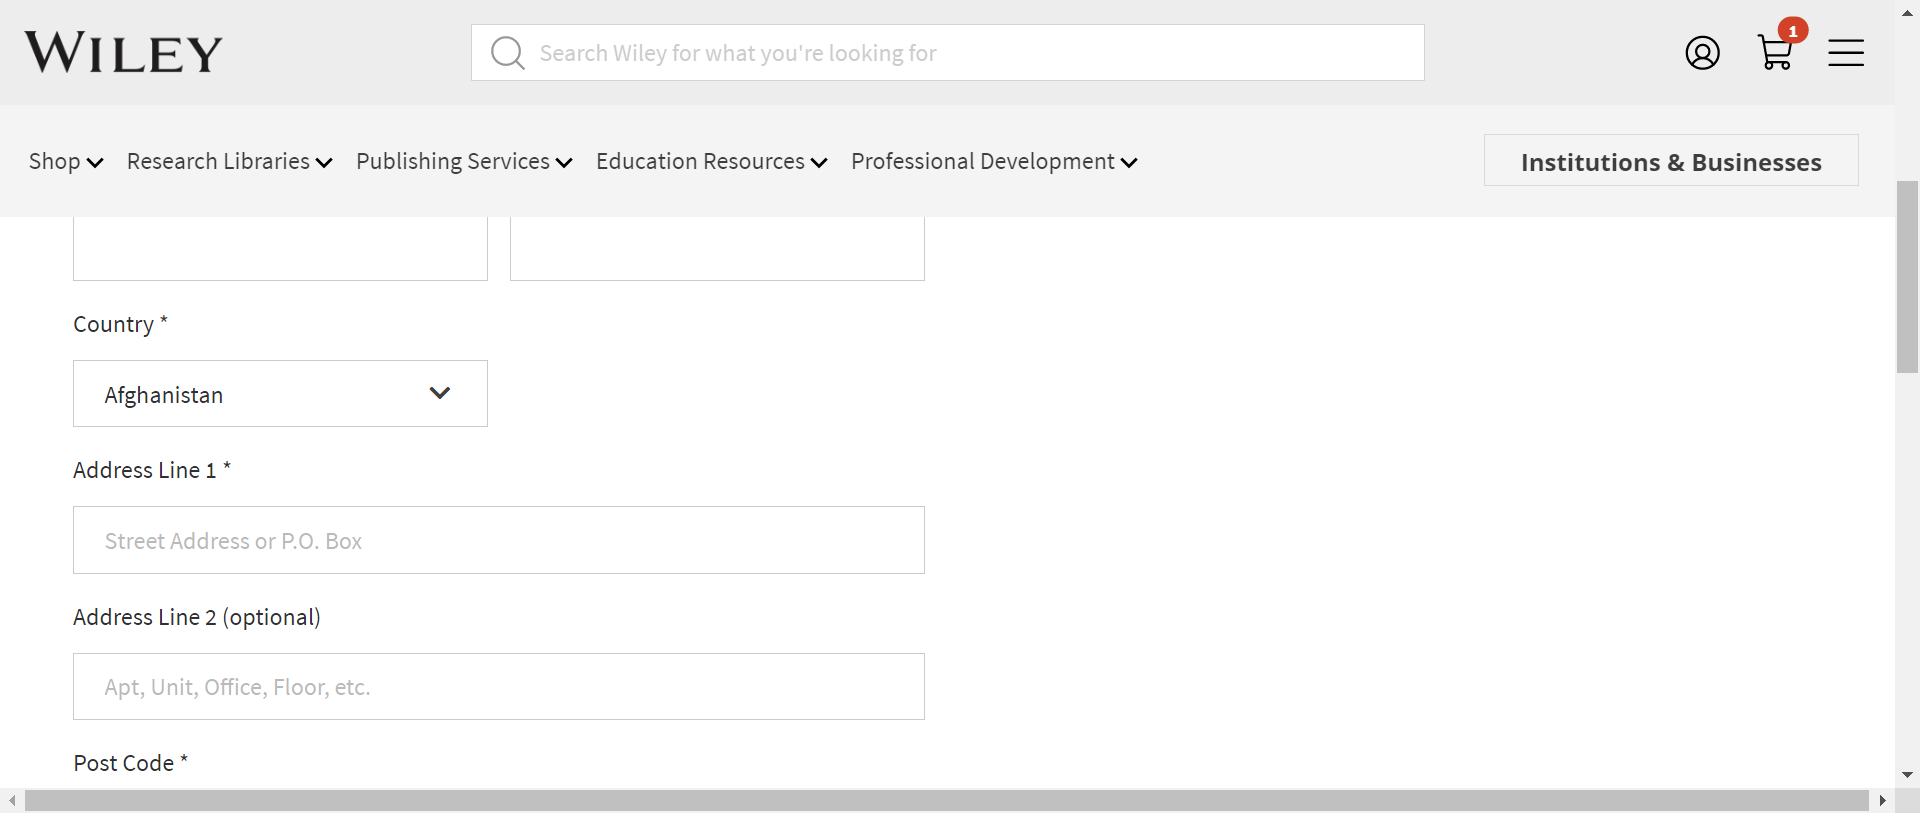 WILEY
Search Wiley for what you're looking for
1
Shop
Research Libraries
Publishing Services
Education Resources
Professional Development
Institutions & Businesses
Country *
Afghanistan
Address Line 1 *
Street Address or P.O. Box
Address Line 2 (optional)
Apt, Unit, Office, Floor, etc.
Post Code *